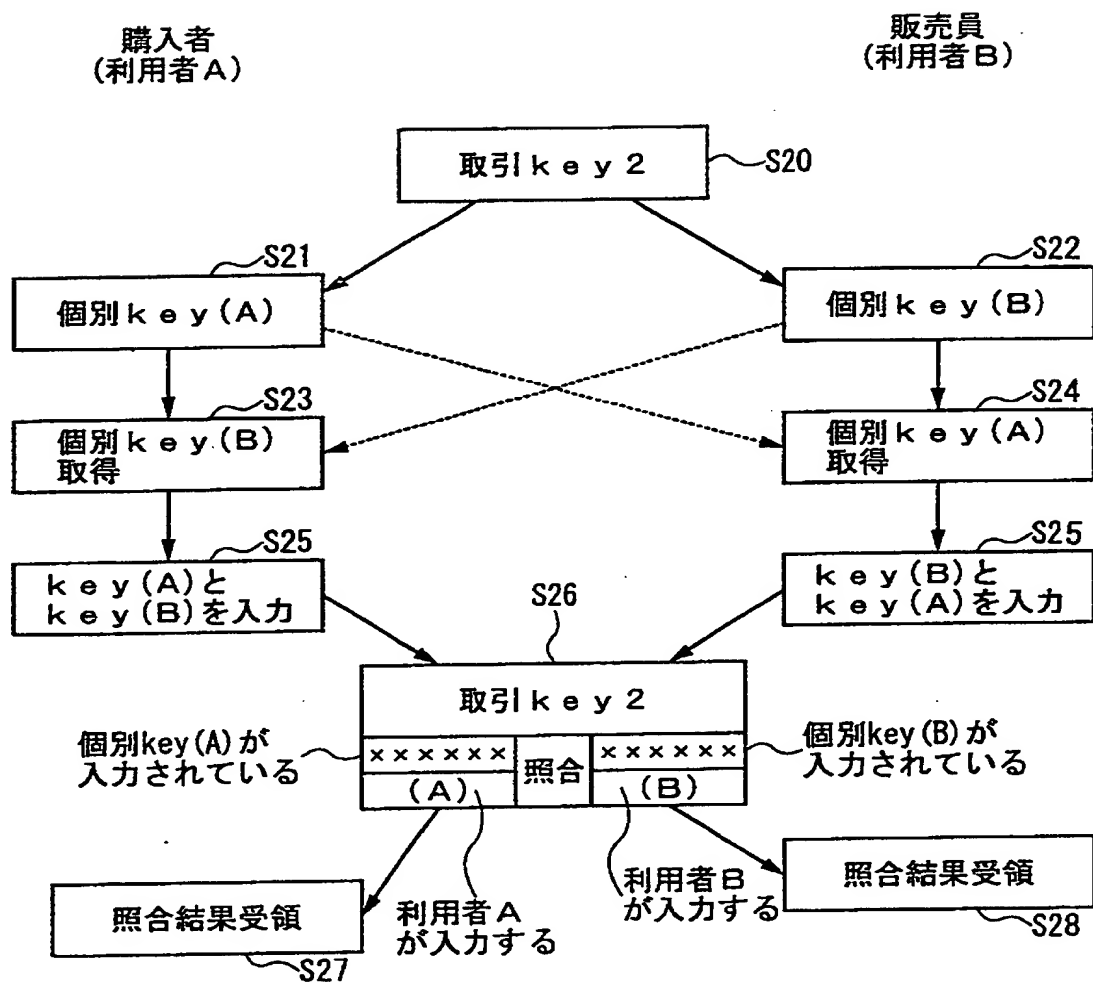 購入者
(利用者A)
販売員
(利用者B)
取引key2
S20
S21
個別key(A)
S22
個別key(B)
S23
個別key(B)
取得
S24
個別key(A)
取得
S25
key(A)と
key(B)を入力
S25
key(B)と
key(A)を入力
S26
取引key2
個別key(A)が
入力されている
××××××
(A)
照合
××××××
(B)
個別key(B)が
入力されている
照合結果受領
S27
利用者A
が入力する
利用者B
が入力する
照合結果受領
S28